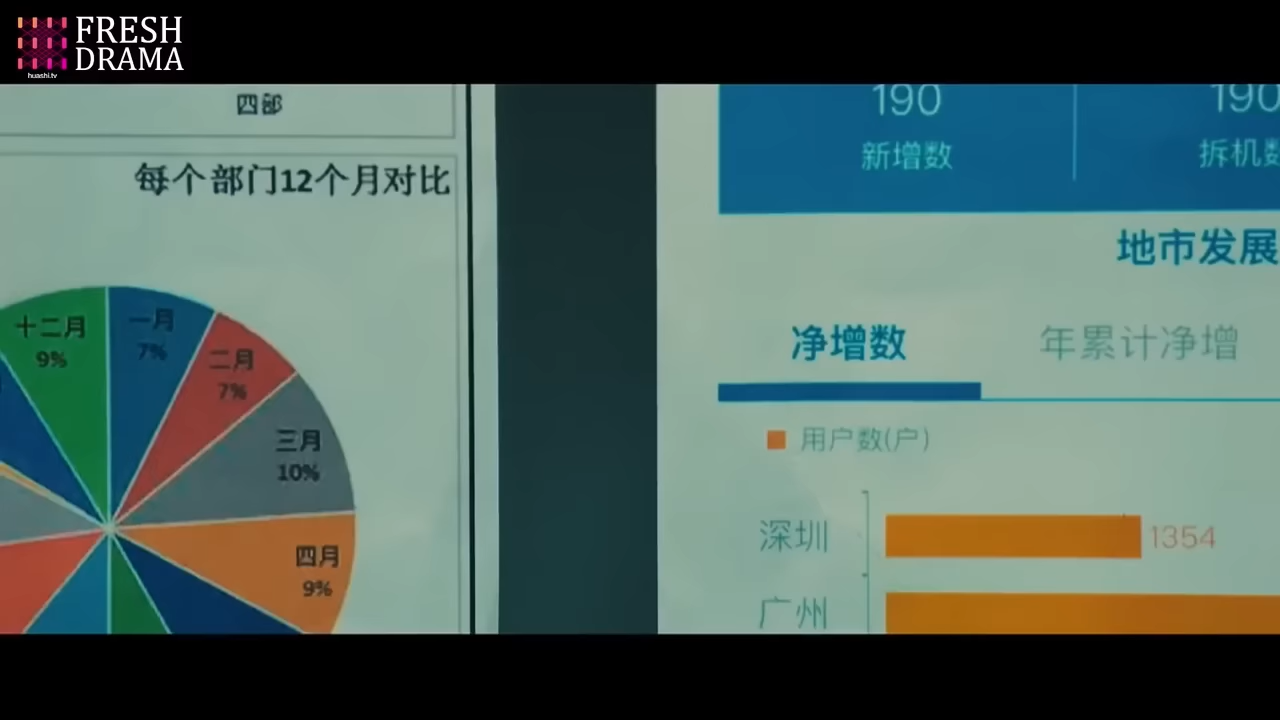 FRESH
DRAMA
huashi.tv
四部
每个部门12个月对比
十二月
9%
一月
7%
二月
7%
三月
10%
四月
9%
190
新增数
190
拆机数
地市发展
净增数
年累计净增
用户数(户)
深圳
1354
广州